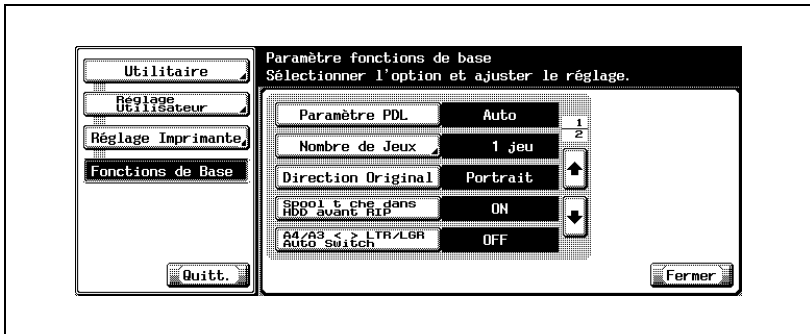 Utilitaire
Réglage
Utilisateur
Réglage Imprimante
Fonctions de Base
Quitt.
Paramètre fonctions de base
Sélectionner l'option et ajuster le réglage.
Paramètre PDL Auto
Nombre de Jeux 1 jeu
Direction Original Portrait
Spool t che dans
HDD avant RIP ON
A4/A3 < > LTR/LGR
Auto Switch OFF
1
2
Fermer